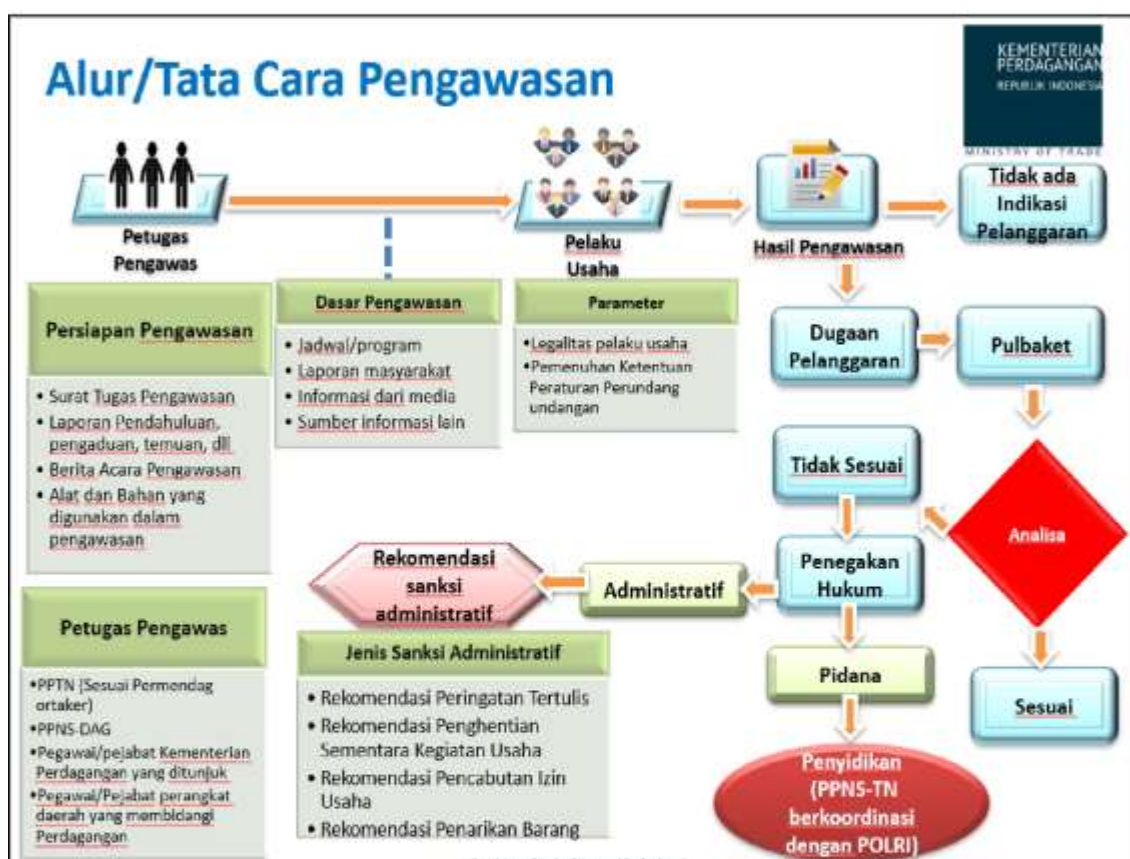 Alur/Tata Cara Pengawasan
KEMENTERIAN
PERDAGANGAN
REPUBLIK INDONESIA
MINISTRY OF TRADE
Petugas
Pengawas
Pelaku
Usaha
Hasil Pengawasan
Tidak ada
Indikasi
Pelanggaran
Persiapan Pengawasan
• Surat Tugas Pengawasan
• Laporan Pendahuluan,
pengaduan, temuan, dll
• Berita Acara Pengawasan
• Alat dan Bahan yang
digunakan dalam
pengawasan
Dasar Pengawasan
• Jadwal/program
• Laporan masyarakat
• Informasi dari media
• Sumber informasi lain
Parameter
•Legalitas pelaku usaha
•Pemenuhan Ketentuan
Peraturan Perundang
undangan
Dugaan
Pelanggaran
Pulbaket
Tidak Sesuai
Analisa
Penegakan
Hukum
Administratif
Rekomendasi
sanksi
administratif
Pidana
Sesuai
Penyidikan
(PPNS-TN
berkoordinasi
dengan POLRI)
Petugas Pengawas
•PPTN (Sesuai Permendag
ortaker)
•PPNS-DAG
•Pegawai/pejabat Kementerian
Perdagangan yang ditunjuk
•Pegawai/Pejabat perangkat
daerah yang membidangi
Perdagangan
Jenis Sanksi Administratif
• Rekomendasi Peringatan Tertulis
• Rekomendasi Penghentian
Sementara Kegiatan Usaha
• Rekomendasi Pencabutan Izin
Usaha
• Rekomendasi Penarikan Barang